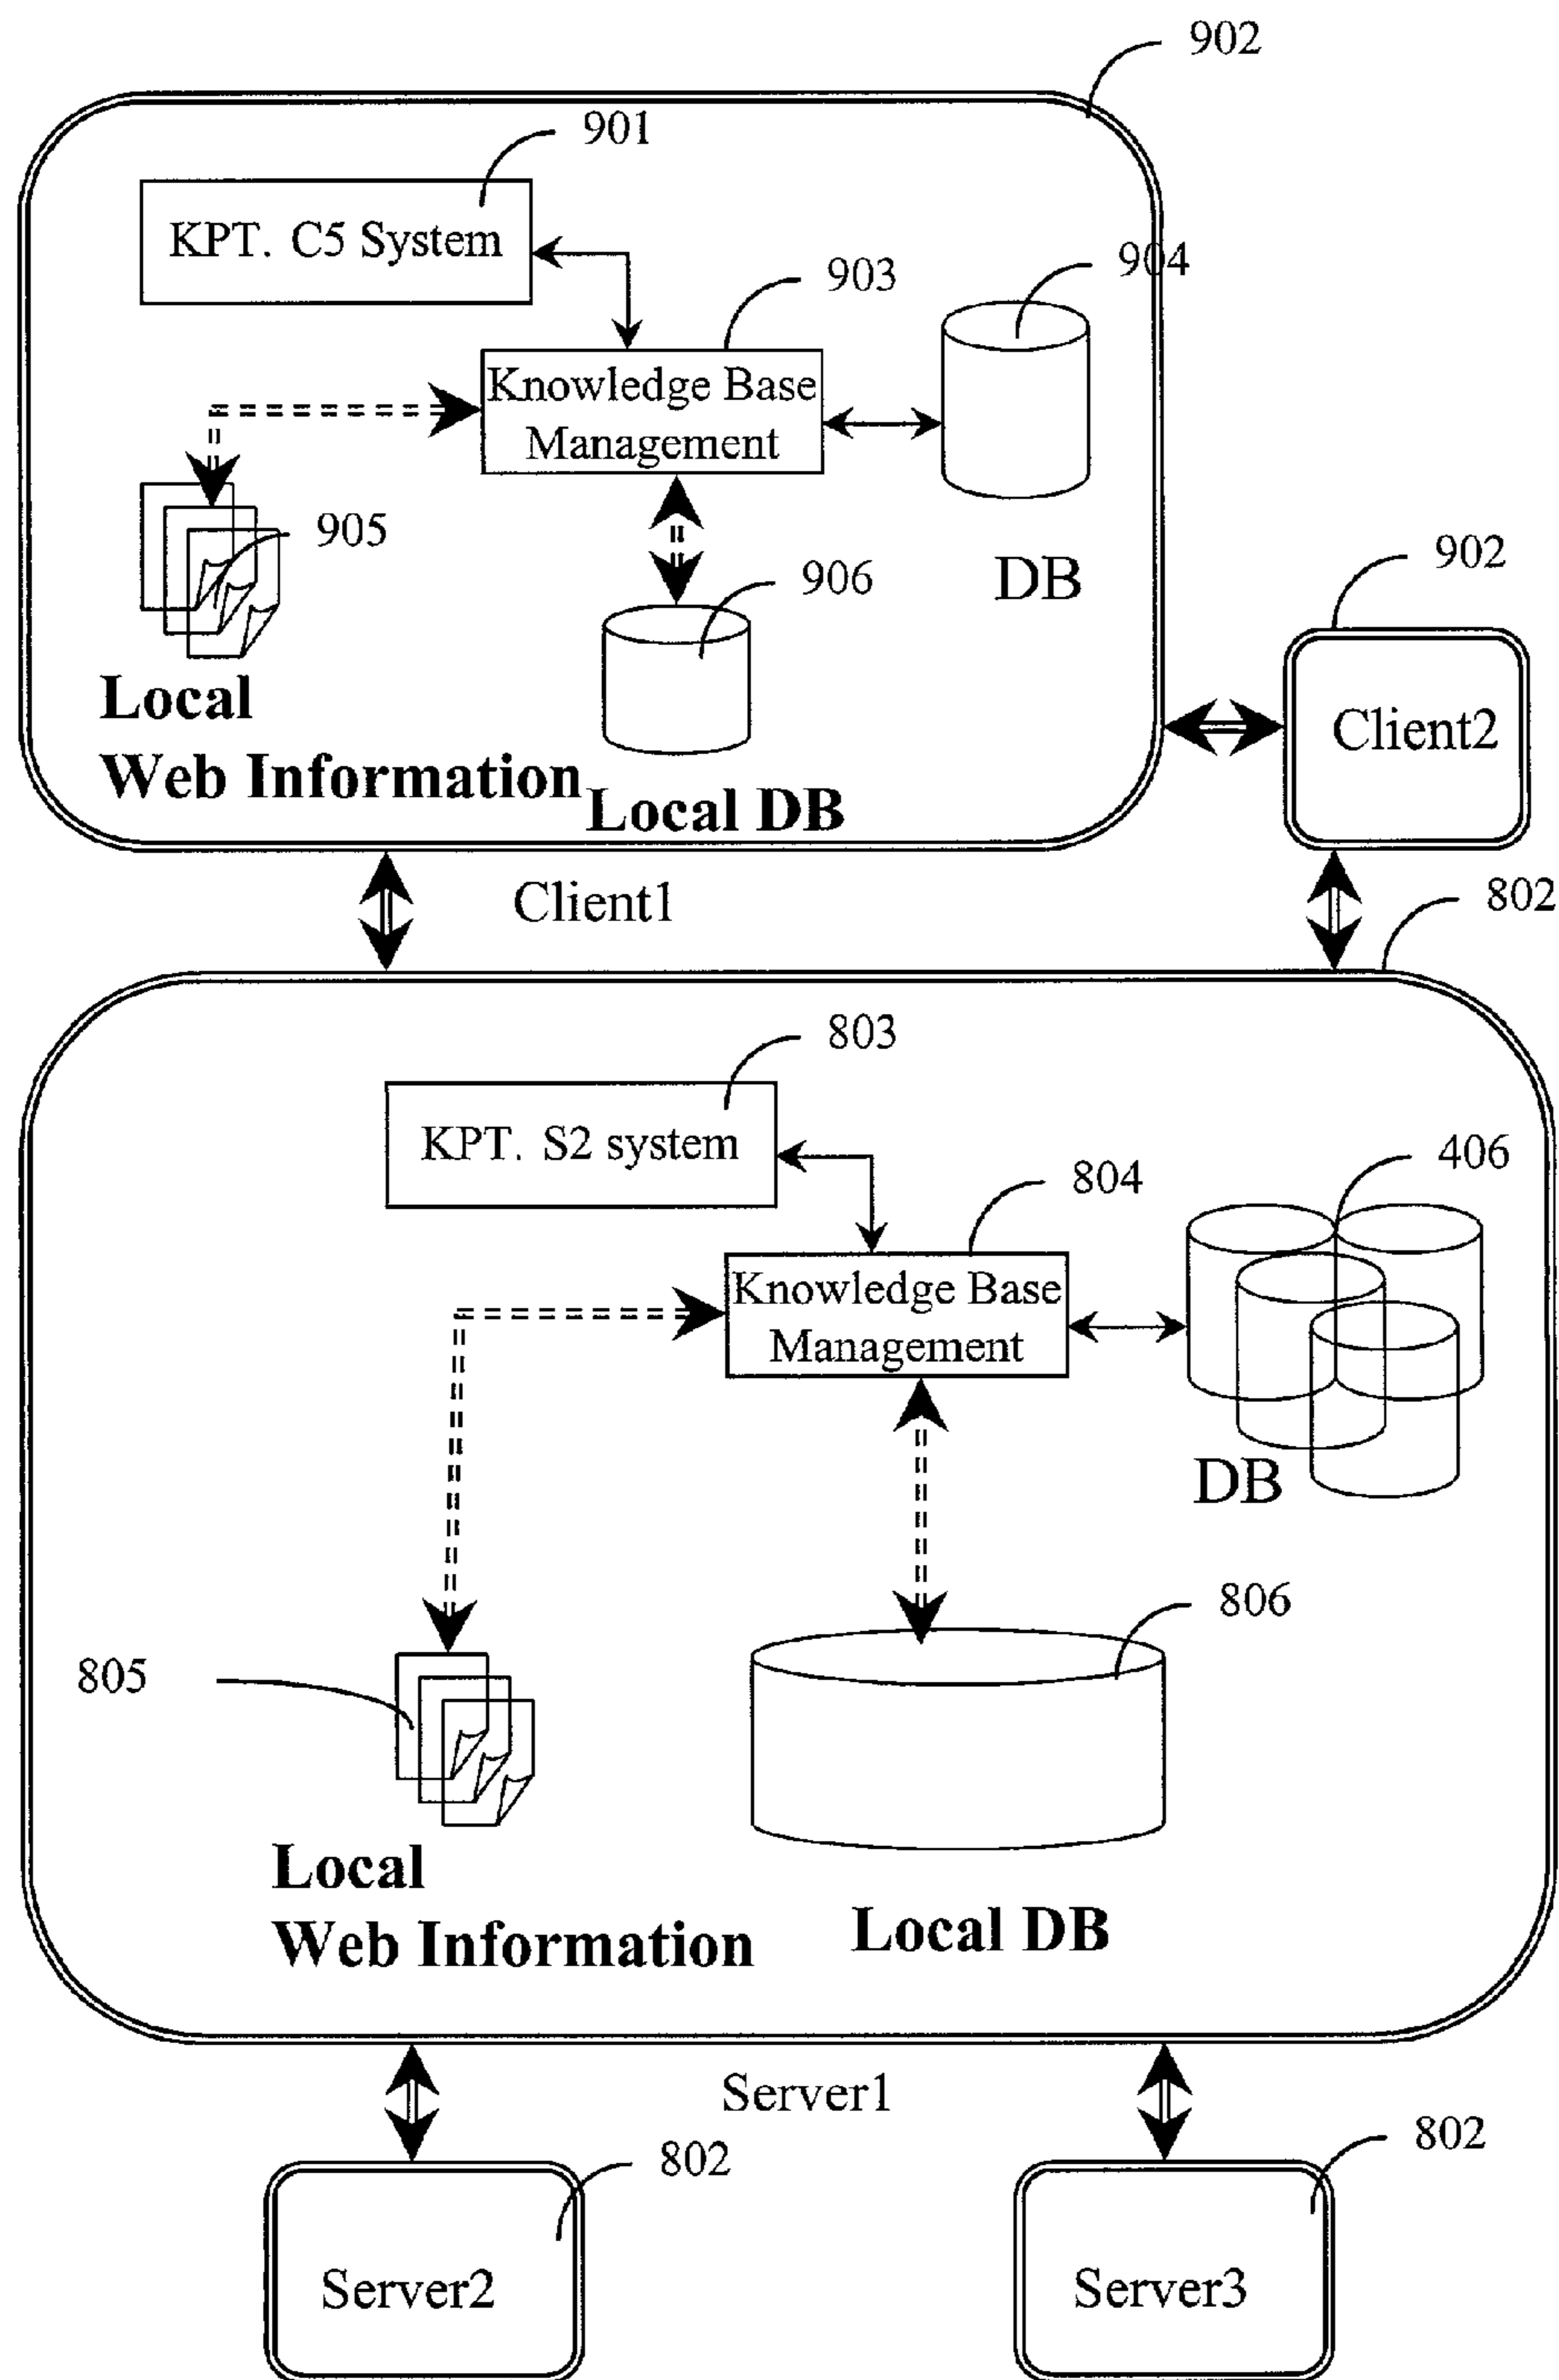 902
901
KPT. C5 System
903
904
Knowledge Base
Management
905
906
DB
902
Local
Web Information
Local DB
Client2
Client1
802
803
KPT. S2 system
804
406
Knowledge Base
Management
DB
806
805
Local
Web Information
Local DB
Server1
802
802
Server2
Server3